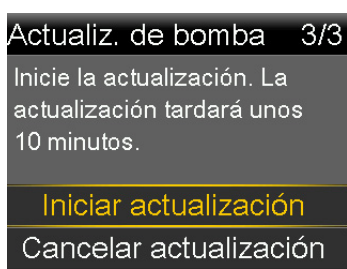 Actualiz. de bomba 3/3
Inicie la actualización. La
actualización tardará unos
10 minutos.
Iniciar actualización
Cancelar actualización